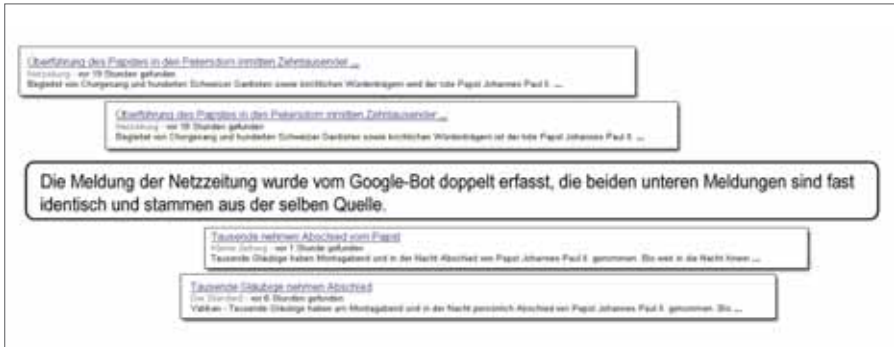 Überführung des Papstes in den Petersdom inmitten Zehntausender ...
Netzeitung - vor 19 Stunden gefunden
Begleitet von Chorgesang und hunderten Schweizer Gardisten sowie kirchlichen Würdenträgern wird der tote Papst Johannes Paul II. ...
Überführung des Papstes in den Petersdom inmitten Zehntausender ...
Netzeitung - vor 19 Stunden gefunden
Begleitet von Chorgesang und hunderten Schweizer Gardisten sowie kirchlichen Würdenträgern ist der tote Papst Johannes Paul II. ...
Die Meldung der Netzzeitung wurde vom Google-Bot doppelt erfasst, die beiden unteren Meldungen sind fast
identisch und stammen aus der selben Quelle.
Tausende nehmen Abschied vom Papst
Kleine Zeitung - vor 1 Stunde gefunden
Tausende Gläubige haben Montagabend und in der Nacht Abschied von Papst Johannes Paul II. genommen. Bis weit in die Nacht hinein ...
Tausende Gläubige nehmen Abschied
Der Standard - vor 6 Stunden gefunden
Vatikan - Tausende Gläubige haben am Montagabend und in der Nacht persönlich Abschied von Papst Johannes Paul II. genommen. Bis ...